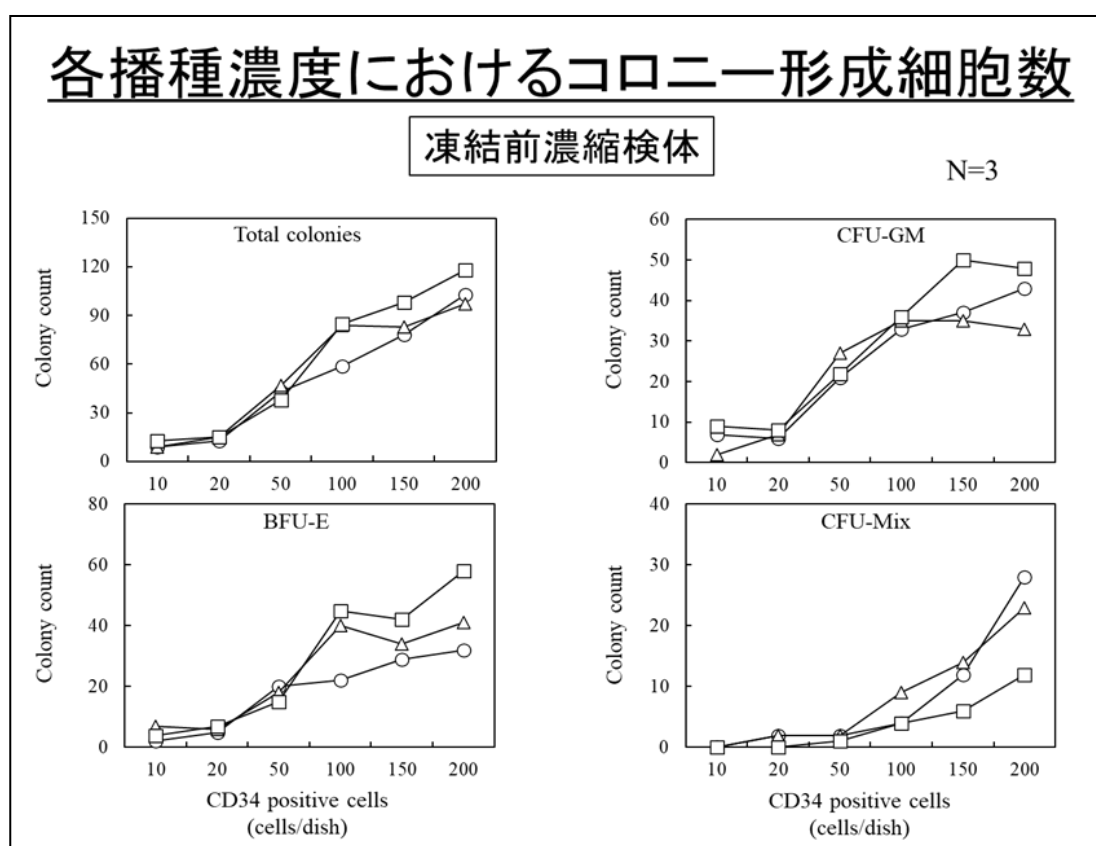 各播種濃度におけるコロニー形成細胞数
凍結前濃縮検体
N=3
Total colonies
Colony count
150
120
90
60
30
0
10 20 50 100 150 200
CFU-GM
Colony count
60
50
40
30
20
10
0
10 20 50 100 150 200
BFU-E
Colony count
80
60
40
20
0
10 20 50 100 150 200
CD34 positive cells
(cells/dish)
CFU-Mix
Colony count
40
30
20
10
0
10 20 50 100 150 200
CD34 positive cells
(cells/dish)